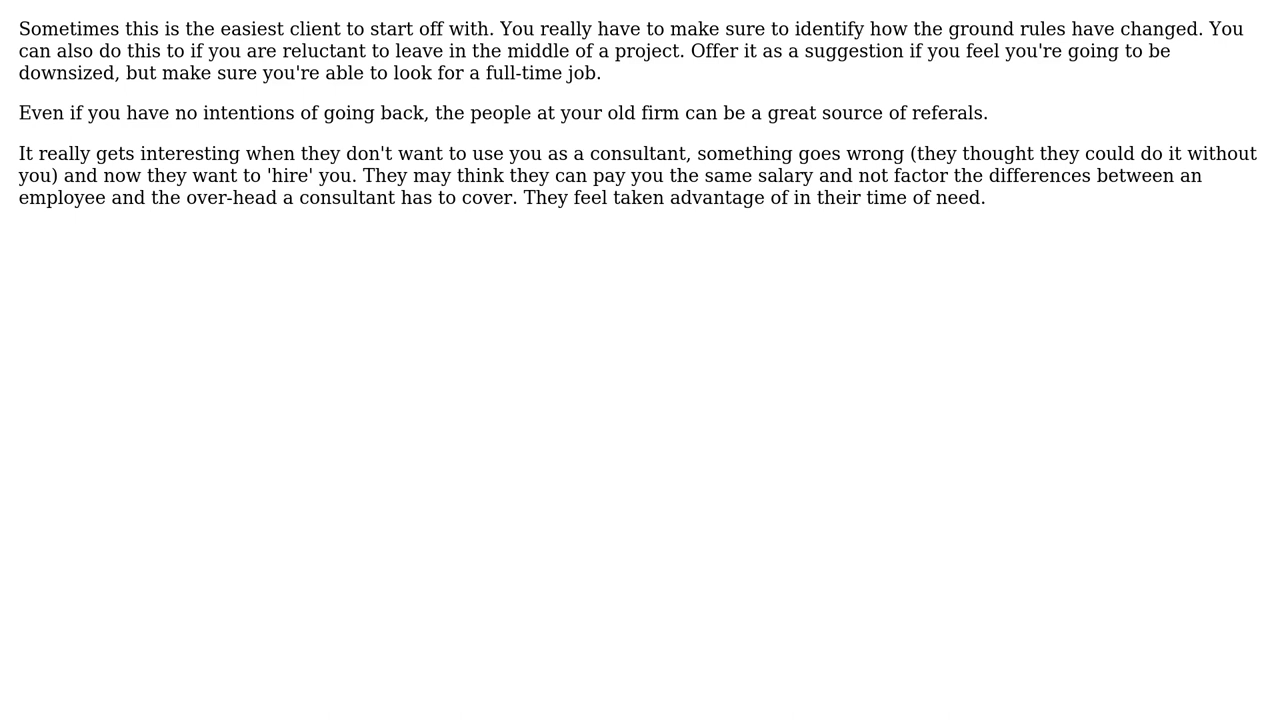 Sometimes this is the easiest client to start off with. You really have to make sure to identify how the ground rules have changed. You
can also do this to if you are reluctant to leave in the middle of a project. Offer it as a suggestion if you feel you're going to be
downsized, but make sure you're able to look for a full-time job.
Even if you have no intentions of going back, the people at your old firm can be a great source of referals.
It really gets interesting when they don't want to use you as a consultant, something goes wrong (they thought they could do it without
you) and now they want to 'hire' you. They may think they can pay you the same salary and not factor the differences between an
employee and the over-head a consultant has to cover. They feel taken advantage of in their time of need.